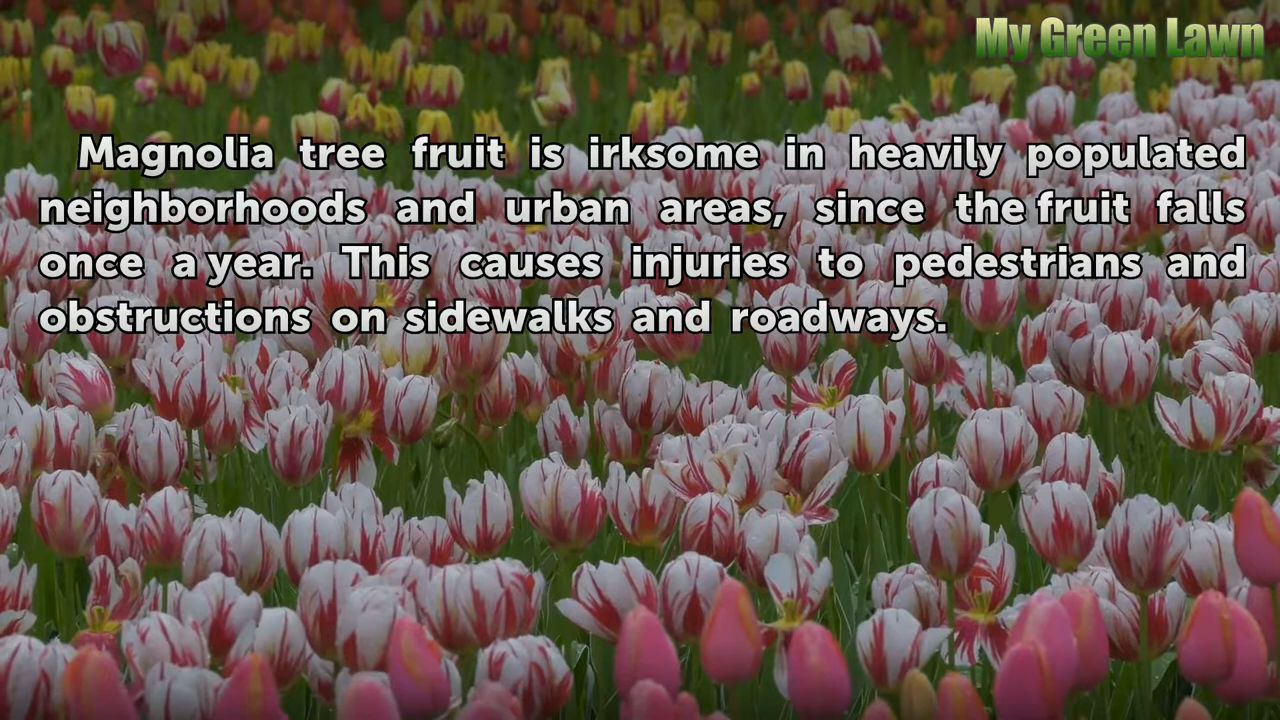 My Green Lawn
Magnolia tree fruit is irksome in heavily populated
neighborhoods and urban areas, since the fruit falls
once a year. This causes injuries to pedestrians and
obstructions on sidewalks and roadways.